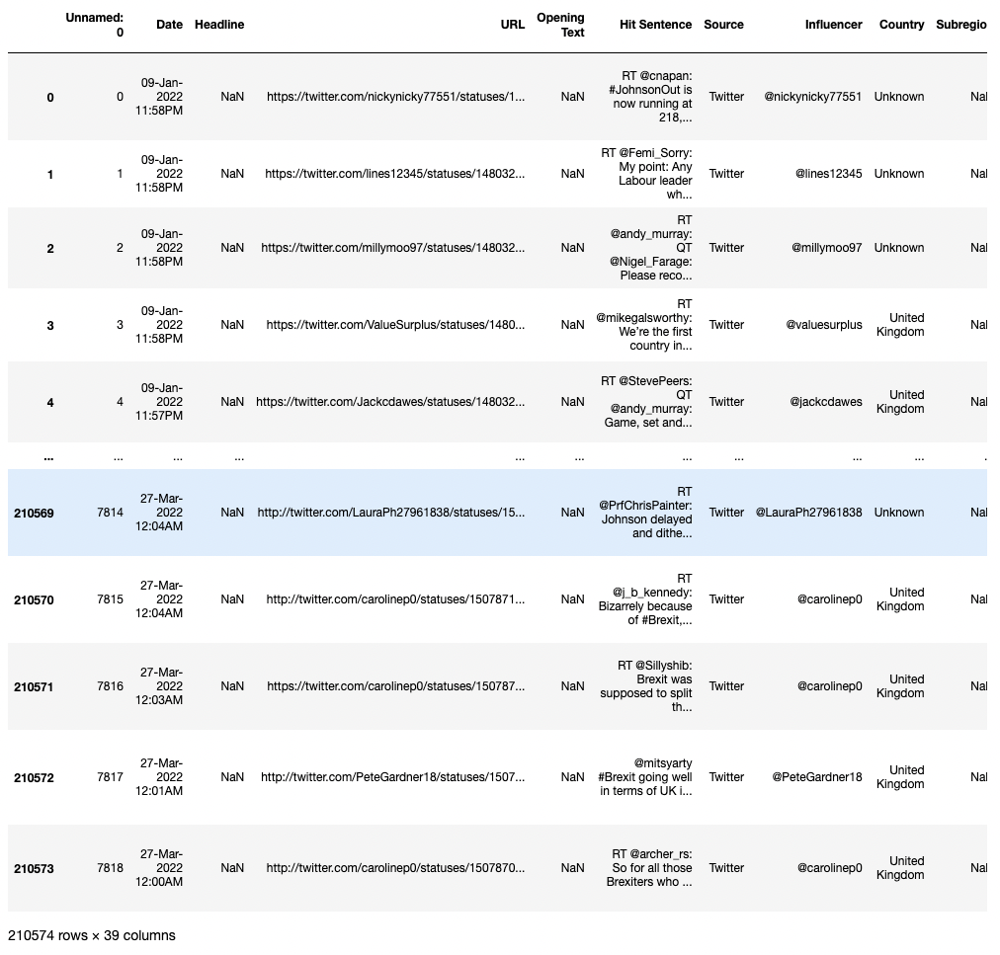 Unnamed: 0 Date Headline URL Opening Text Hit Sentence Source Influencer Country Subregio
0 0 09-Jan-2022 11:58PM NaN https://twitter.com/nickynicky77551/statuses/1... NaN RT @cnapan: #JohnsonOut is now running at 218,... Twitter @nickynicky77551 Unknown Na
1 1 09-Jan-2022 11:58PM NaN https://twitter.com/lines12345/statuses/148032... NaN RT @Femi_Sorry: My point: Any Labour leader wh... Twitter @lines12345 Unknown Na
2 2 09-Jan-2022 11:58PM NaN https://twitter.com/millymoo97/statuses/148032... NaN RT @andy_murray: QT @Nigel_Farage: Please reco... Twitter @millymoo97 Unknown Na
3 3 09-Jan-2022 11:58PM NaN https://twitter.com/ValueSurplus/statuses/1480... NaN RT @mikegalsworthy: We're the first country in... Twitter @valuesurplus United Kingdom Na
4 4 09-Jan-2022 11:57PM NaN https://twitter.com/Jackcdawes/statuses/148032... NaN RT @StevePeers: QT @andy_murray: Game, set and... Twitter @jackcdawes United Kingdom Na
... ... ... ... ... ... ... ... ... ... .
210569 7814 27-Mar-2022 12:04AM NaN http://twitter.com/LauraPh27961838/statuses/15... NaN RT @PrfChrisPainter: Johnson delayed and dithe... Twitter @LauraPh27961838 Unknown Na
210570 7815 27-Mar-2022 12:04AM NaN http://twitter.com/carolinep0/statuses/1507871... NaN RT @j_b_kennedy: Bizarrely because of #Brexit,... Twitter @carolinep0 United Kingdom Na
210571 7816 27-Mar-2022 12:03AM NaN https://twitter.com/carolinep0/statuses/150787... NaN RT @Sillyshib: Brexit was supposed to split th... Twitter @carolinep0 United Kingdom Na
210572 7817 27-Mar-2022 12:01AM NaN http://twitter.com/PeteGardner18/statuses/1507... NaN @mitsyarty #Brexit going well in terms of UK i... Twitter @PeteGardner18 United Kingdom Na
210573 7818 27-Mar-2022 12:00AM NaN http://twitter.com/carolinep0/statuses/1507870... NaN RT @archer_rs: So for all those Brexiters who ... Twitter @carolinep0 United Kingdom Na
210574 rows × 39 columns